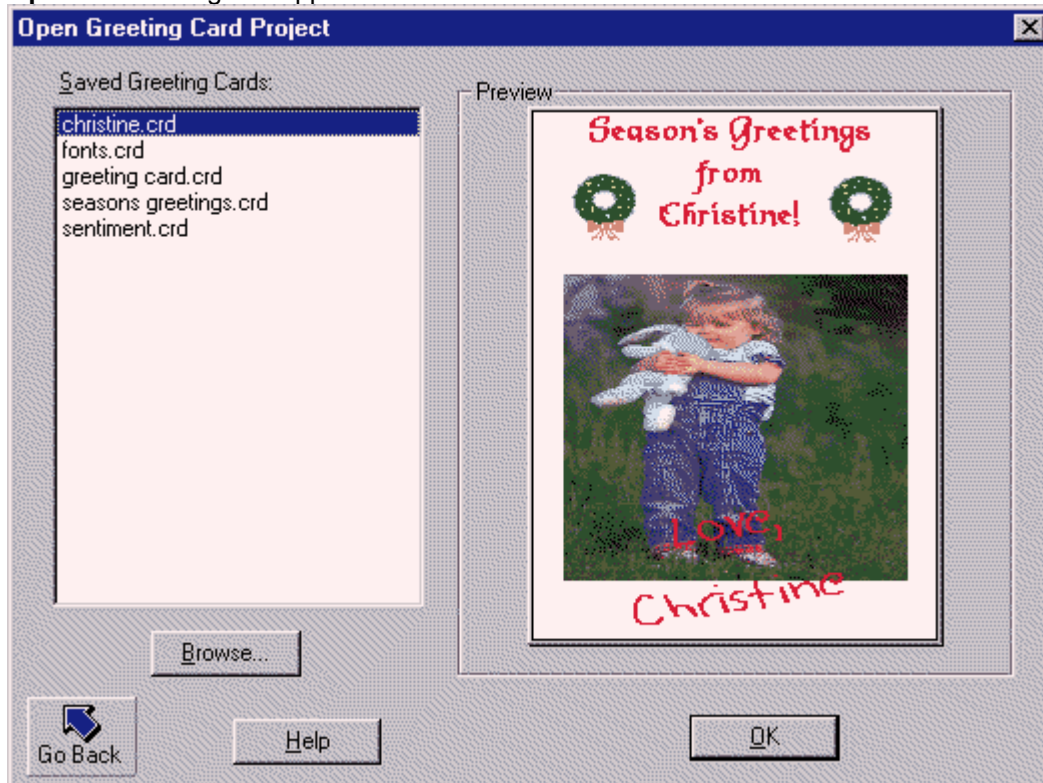 Open Greeting Card Project
Saved Greeting Cards:
christine.crd
fonts.crd
greeting card.crd
seasons greetings.crd
sentiment.crd
Browse...
Go Back
Help
Preview
Season's Greetings
from
Christine!
Love,
Christine
OK